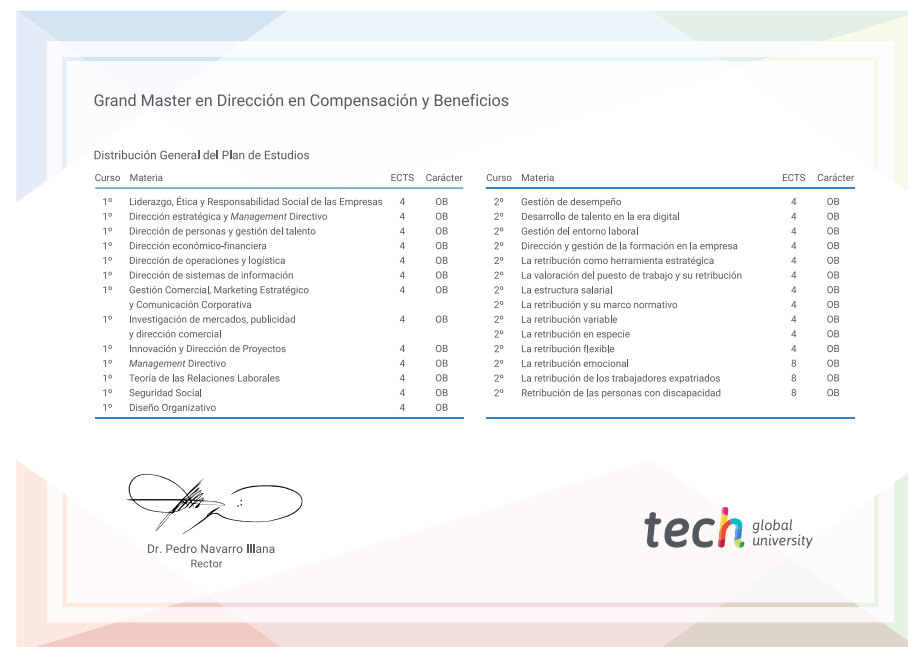 Grand Master en Dirección en Compensación y Beneficios
Distribución General del Plan de Estudios
Curso Materia ECTS Carácter
1º Liderazgo, Ética y Responsabilidad Social de las Empresas 4 OB
1º Dirección estratégica y Management Directivo 4 OB
1º Dirección de personas y gestión del talento 4 OB
1º Dirección económico-financiera 4 OB
1º Dirección de operaciones y logística 4 OB
1º Dirección de sistemas de información 4 OB
1º Gestión Comercial, Marketing Estratégico 4 OB
y Comunicación Corporativa
1º Investigación de mercados, publicidad 4 OB
y dirección comercial
1º Innovación y Dirección de Proyectos 4 OB
1º Management Directivo 4 OB
1º Teoría de las Relaciones Laborales 4 OB
1º Seguridad Social 4 OB
1º Diseño Organizativo 4 OB
Curso Materia ECTS Carácter
2º Gestión de desempeño 4 OB
2º Desarrollo de talento en la era digital 4 OB
2º Gestión del entorno laboral 4 OB
2º Dirección y gestión de la formación en la empresa 4 OB
2º La retribución como herramienta estratégica 4 OB
2º La valoración del puesto de trabajo y su retribución 4 OB
2º La estructura salarial 4 OB
2º La retribución y su marco normativo 4 OB
2º La retribución variable 4 OB
2º La retribución en especie 4 OB
2º La retribución flexible 4 OB
2º La retribución emocional 8 OB
2º La retribución de los trabajadores expatriados 8 OB
2º Retribución de las personas con discapacidad 8 OB
Dr. Pedro Navarro Illana
Rector
tech global
university